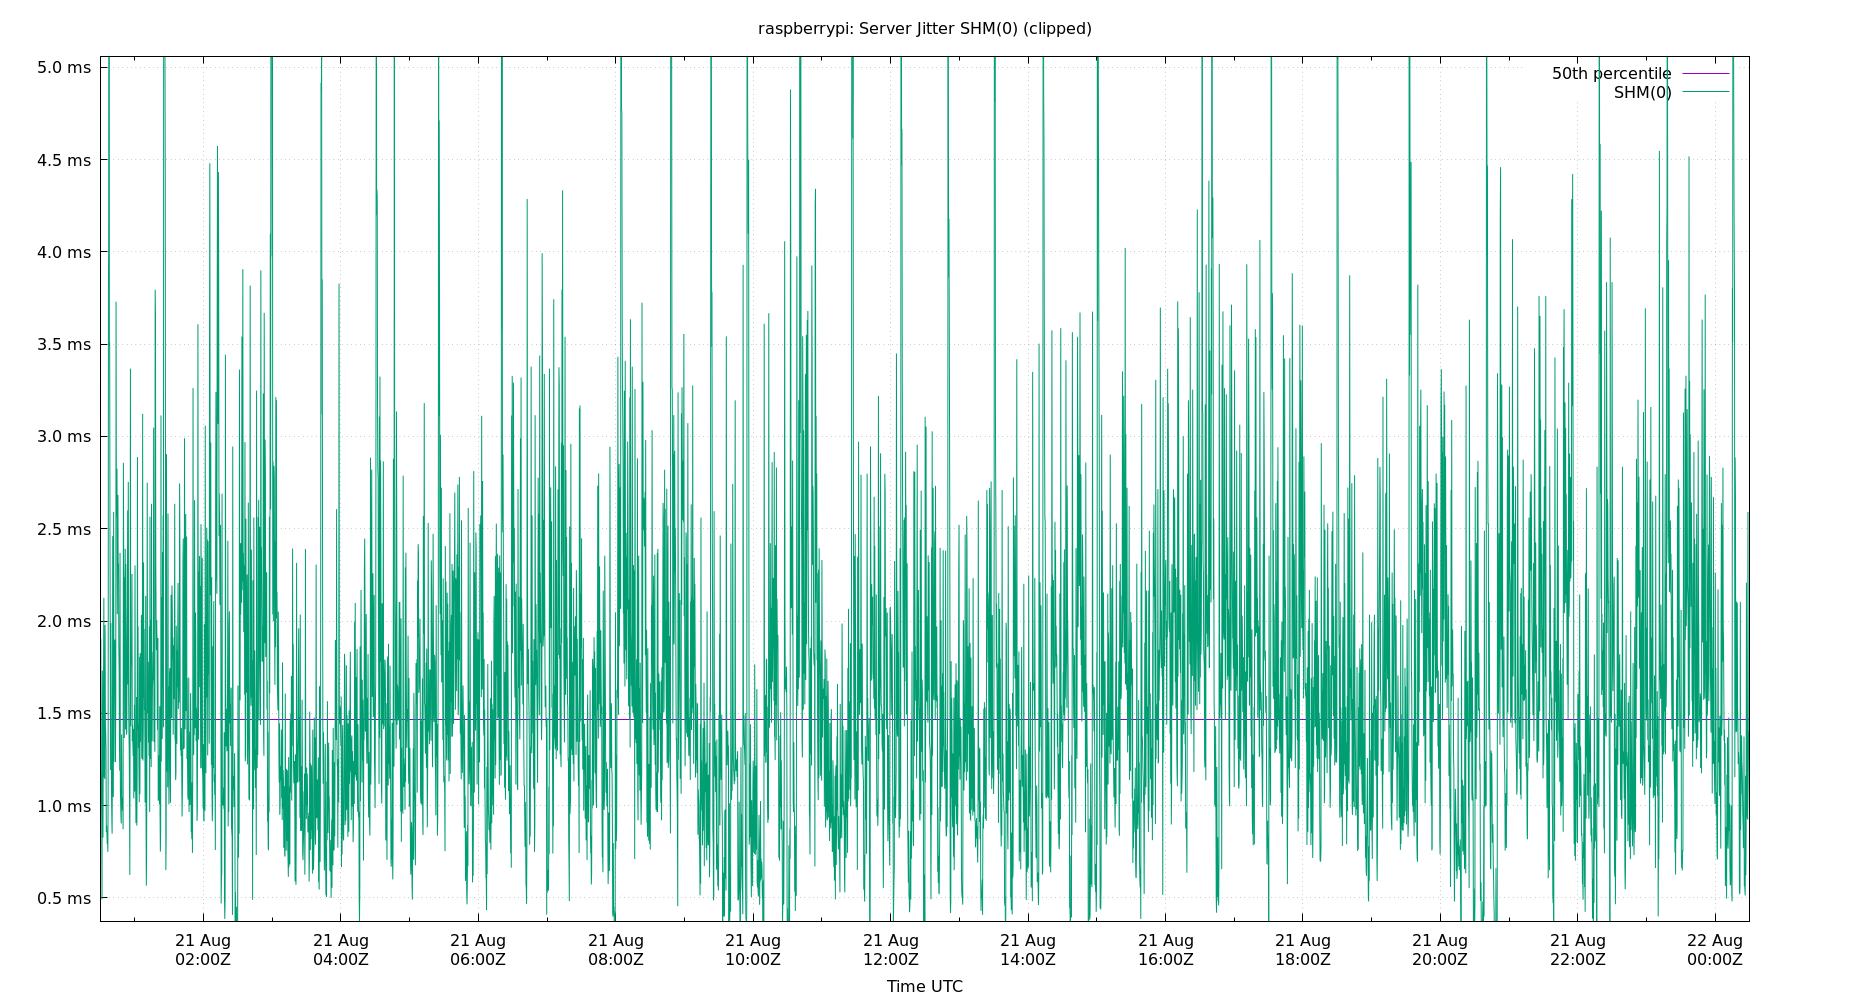 raspberrypi: Server Jitter SHM(0) (clipped)
5.0 ms
4.5 ms
4.0 ms
3.5 ms
3.0 ms
2.5 ms
2.0 ms
1.5 ms
1.0 ms
0.5 ms
50th percentile
SHM(0)
21 Aug 21 Aug 21 Aug 21 Aug 21 Aug 21 Aug 21 Aug 21 Aug 21 Aug 21 Aug 21 Aug 22 Aug
02:00Z 04:00Z 06:00Z 08:00Z 10:00Z 12:00Z 14:00Z 16:00Z 18:00Z 20:00Z 22:00Z 00:00Z
Time UTC